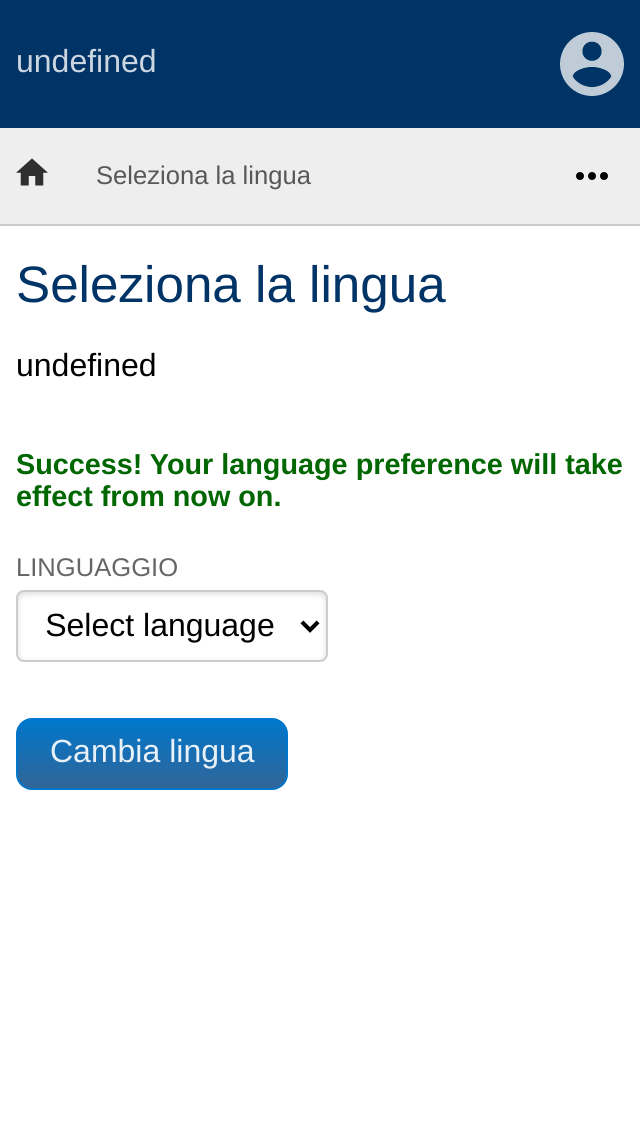 undefined
Seleziona la lingua
Seleziona la lingua
undefined
Success! Your language preference will take
effect from now on.
LINGUAGGIO
Select language
Cambia lingua